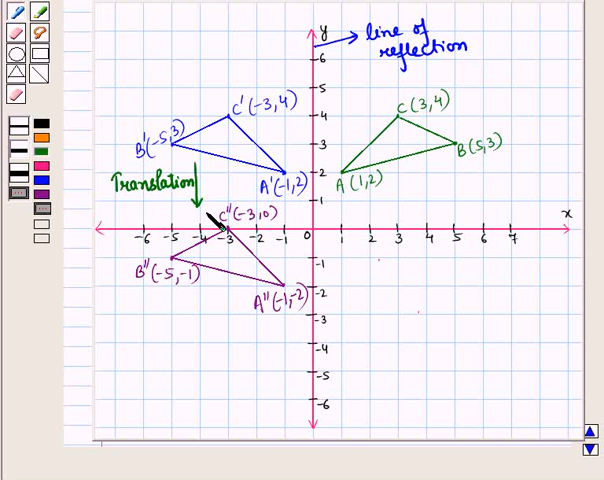 y
line of
reflection
6
5
C'(-3,4)
4
C(3,4)
B'(-5,3)
3
B(5,3)
Translation
A'(-1,2)
2
A(1,2)
1
C''(-3,0)
x
-6 -5 -4 -3 -2 -1 0 1 2 3 4 5 6 7
B''(-5,-1)
-1
A''(-1,-2)
-2
-3
-4
-5
-6